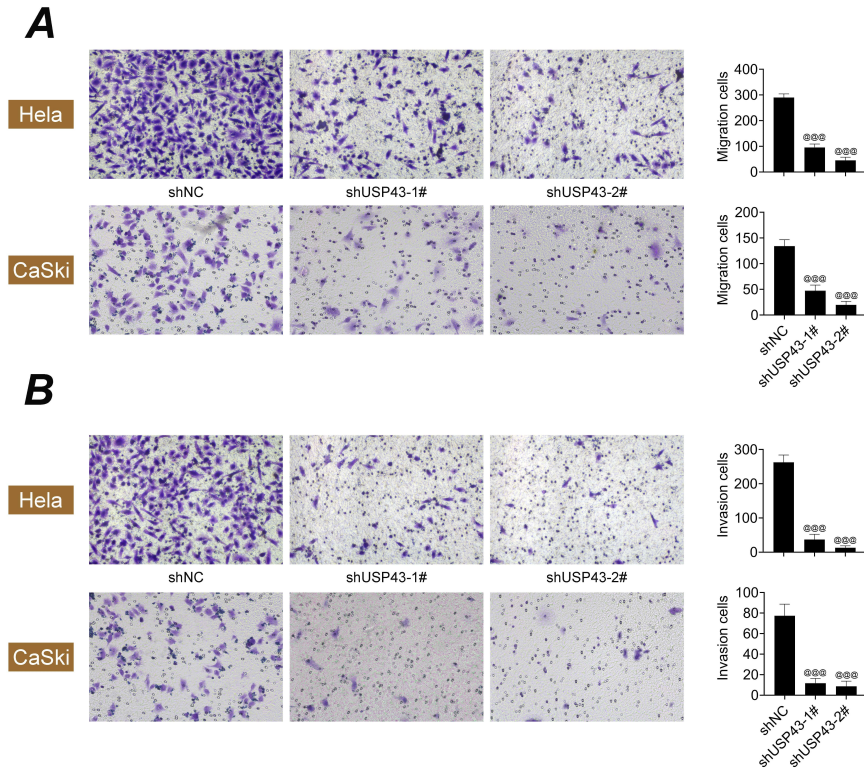 A
Hela
shNC
shUSP43-1#
shUSP43-2#
CaSki
Migration cells
400
300
200
100
0
@@@
@@@
Migration cells
200
150
100
50
0
@@@
@@@
shNC
shUSP43-1#
shUSP43-2#
B
Hela
shNC
shUSP43-1#
shUSP43-2#
CaSki
Invasion cells
300
200
100
0
@@@
@@@
Invasion cells
100
80
60
40
20
0
@@@
@@@
shNC
shUSP43-1#
shUSP43-2#